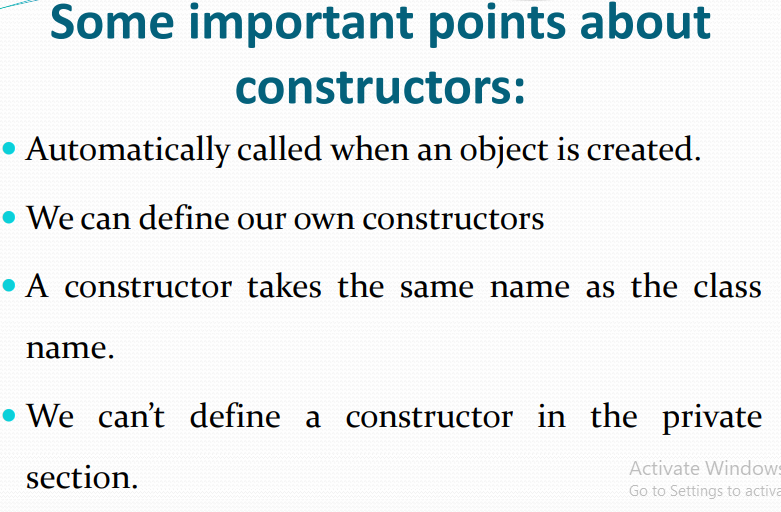 Some important points about
constructors:
• Automatically called when an object is created.
• We can define our own constructors
• A constructor takes the same name as the class
name.
• We can’t define a constructor in the private
section.
Activate Windows
Go to Settings to activa